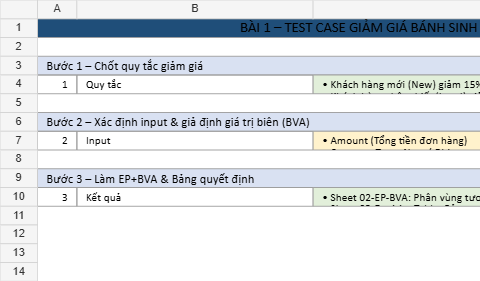 A B
1 BÀI 1 – TEST CASE GIẢM GIÁ BÁNH SINH
2
3 Bước 1 – Chốt quy tắc giảm giá
4 1 Quy tắc • Khách hàng mới (New) giảm 15%
5
6 Bước 2 – Xác định input & giả định giá trị biên (BVA)
7 2 Input • Amount (Tổng tiền đơn hàng)
8
9 Bước 3 – Làm EP+BVA & Bảng quyết định
10 3 Kết quả • Sheet 02-EP-BVA: Phân vùng tươ
11
12
13
14